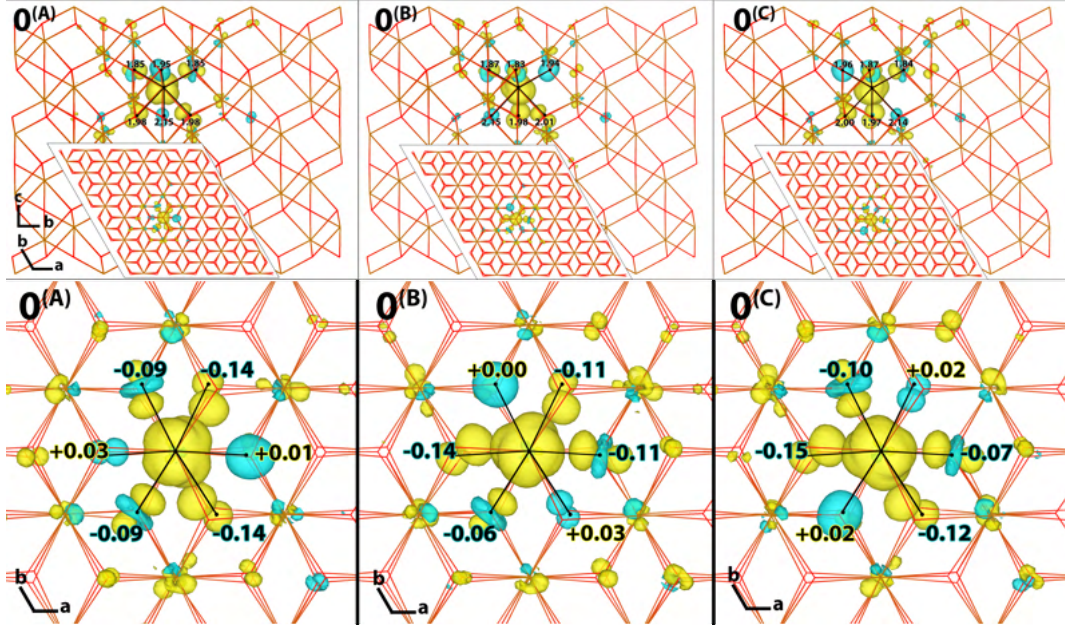 0(A)
1.85 1.95 1.85
1.98 2.15 1.98
c
b
b
a
0(B)
1.87 1.83 1.94
2.15 1.98 2.01
0(C)
1.96 1.87 1.84
2.00 1.97 2.14
0(A)
-0.09 -0.14
+0.03 +0.01
-0.09 -0.14
b
a
0(B)
+0.00 -0.11
-0.14 -0.11
-0.06 +0.03
b
a
0(C)
-0.10 +0.02
-0.15 -0.07
+0.02 -0.12
b
a